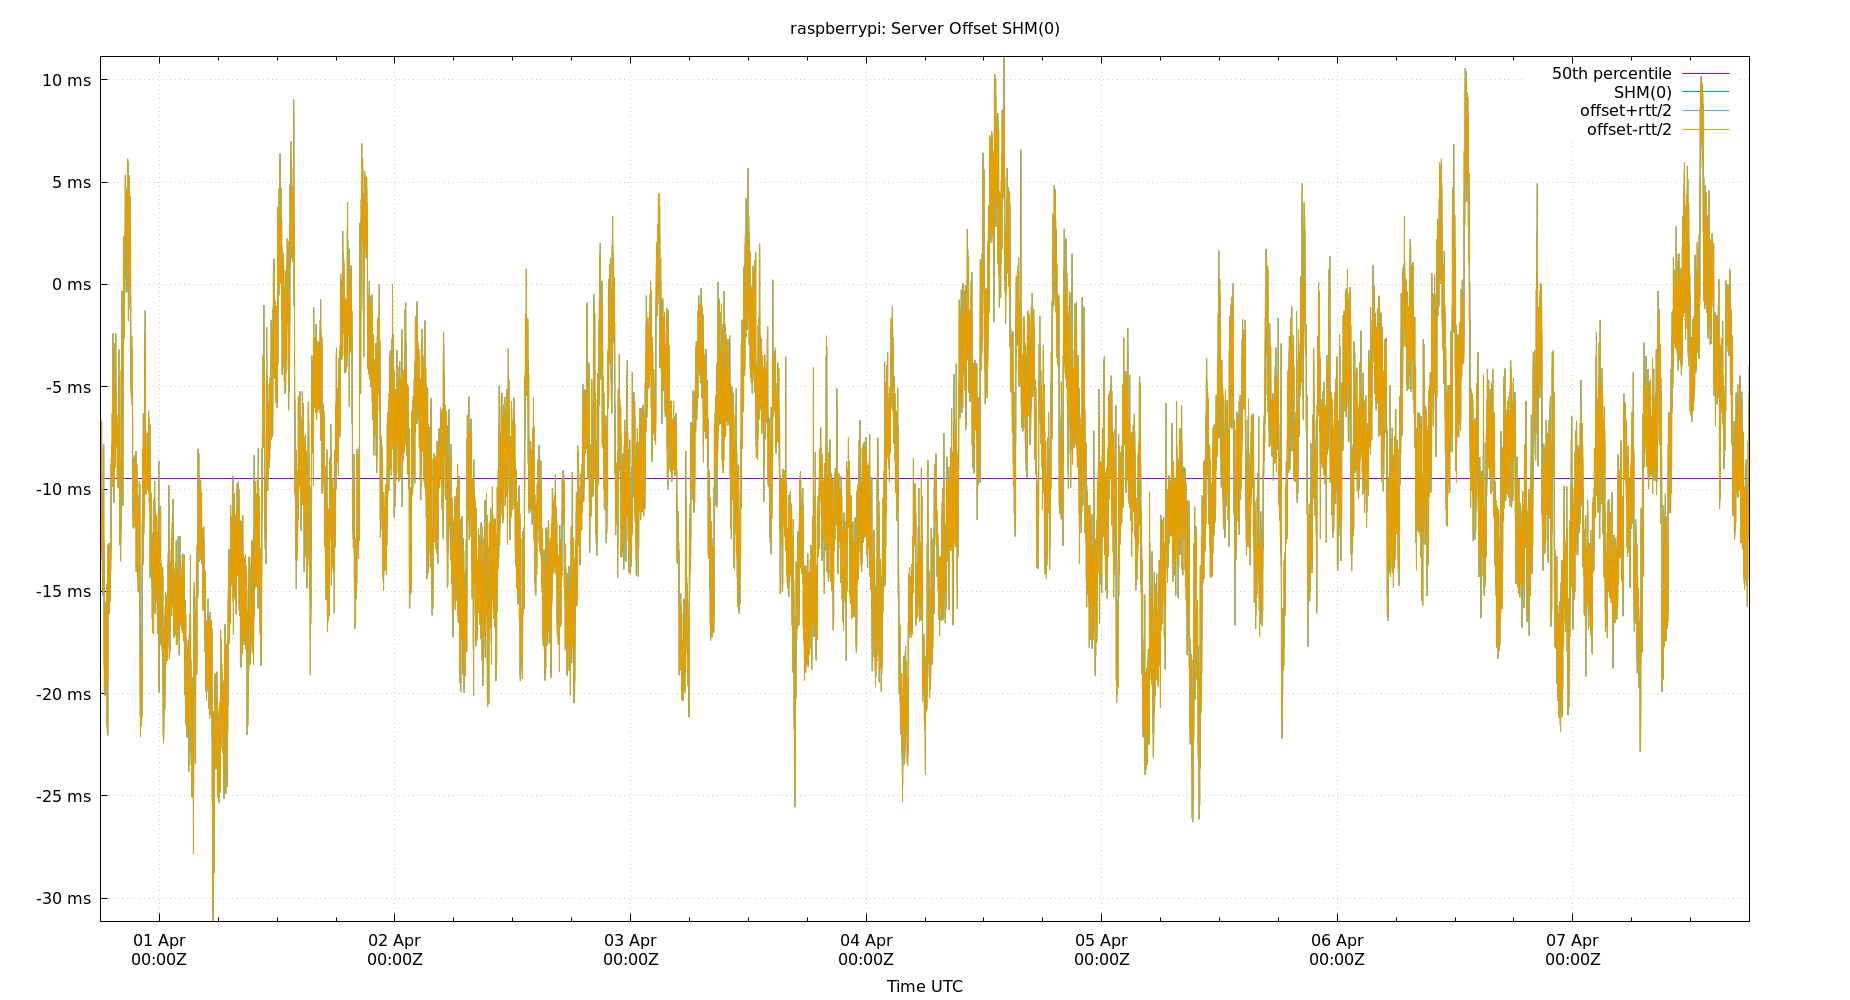 raspberrypi: Server Offset SHM(0)
10 ms
5 ms
0 ms
-5 ms
-10 ms
-15 ms
-20 ms
-25 ms
-30 ms
50th percentile
SHM(0)
offset+rtt/2
offset-rtt/2
01 Apr
00:00Z
02 Apr
00:00Z
03 Apr
00:00Z
04 Apr
00:00Z
05 Apr
00:00Z
06 Apr
00:00Z
07 Apr
00:00Z
Time UTC